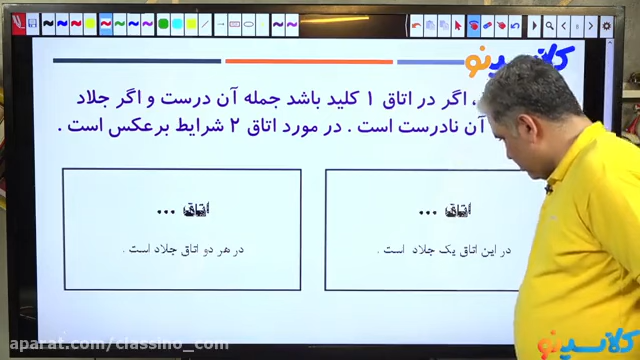 کلاسینو
، اگر در اتاق ۱ کلید باشد جمله آن درست و اگر جلاد
آن نادرست است . در مورد اتاق ۲ شرایط برعکس است .
اتاق ...
در این اتاق یک جلاد است .
اتاق ...
در هر دو اتاق جلاد است .
aparat.com/classino_com
کلاسینو